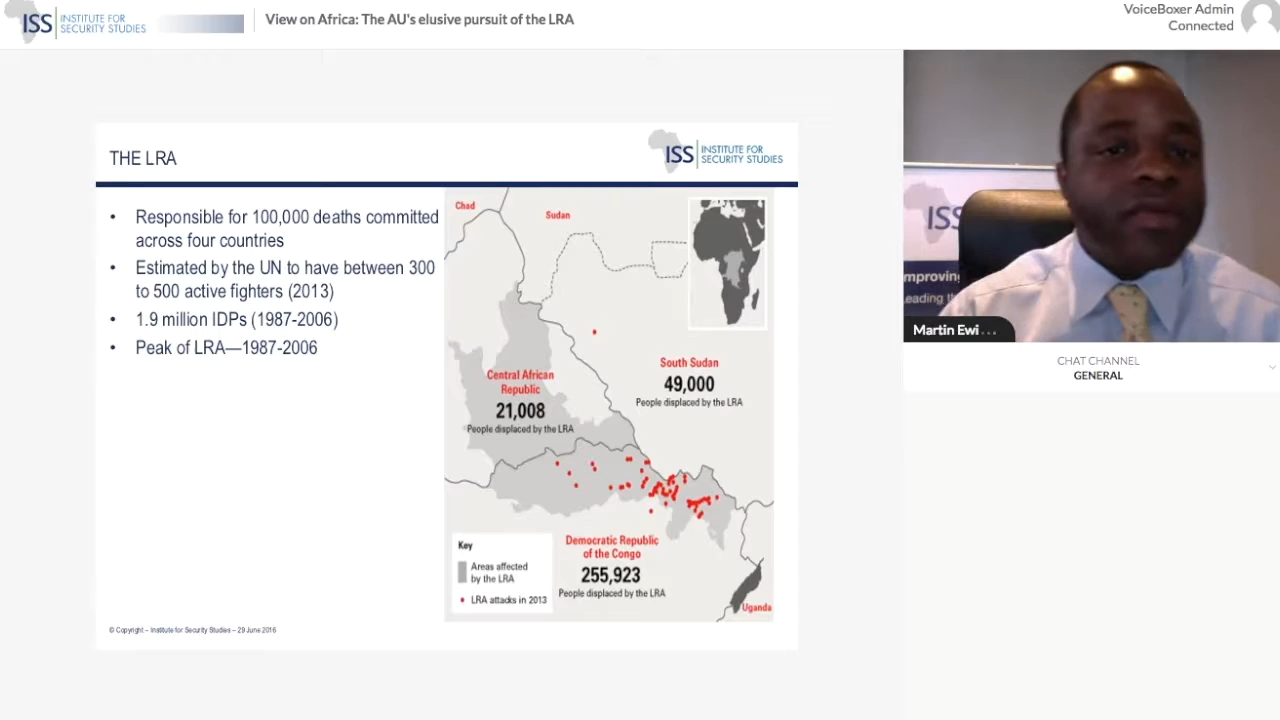 ISS
INSTITUTE FOR
SECURITY STUDIES
View on Africa: The AU's elusive pursuit of the LRA
VoiceBoxer Admin
Connected
THE LRA
ISS
INSTITUTE FOR
SECURITY STUDIES
• Responsible for 100,000 deaths committed
across four countries
• Estimated by the UN to have between 300
to 500 active fighters (2013)
• 1.9 million IDPs (1987-2006)
• Peak of LRA—1987-2006
Chad
Sudan
South Sudan
49,000
People displaced by the LRA
Central African
Republic
21,008
People displaced by the LRA
Democratic Republic
of the Congo
255,923
People displaced by the LRA
Uganda
Key
Areas affected
by the LRA
LRA attacks in 2013
© Copyright – Institute for Security Studies – 29 June 2016
ISS
mproving
eading t
Martin Ewi ...
CHAT CHANNEL
GENERAL